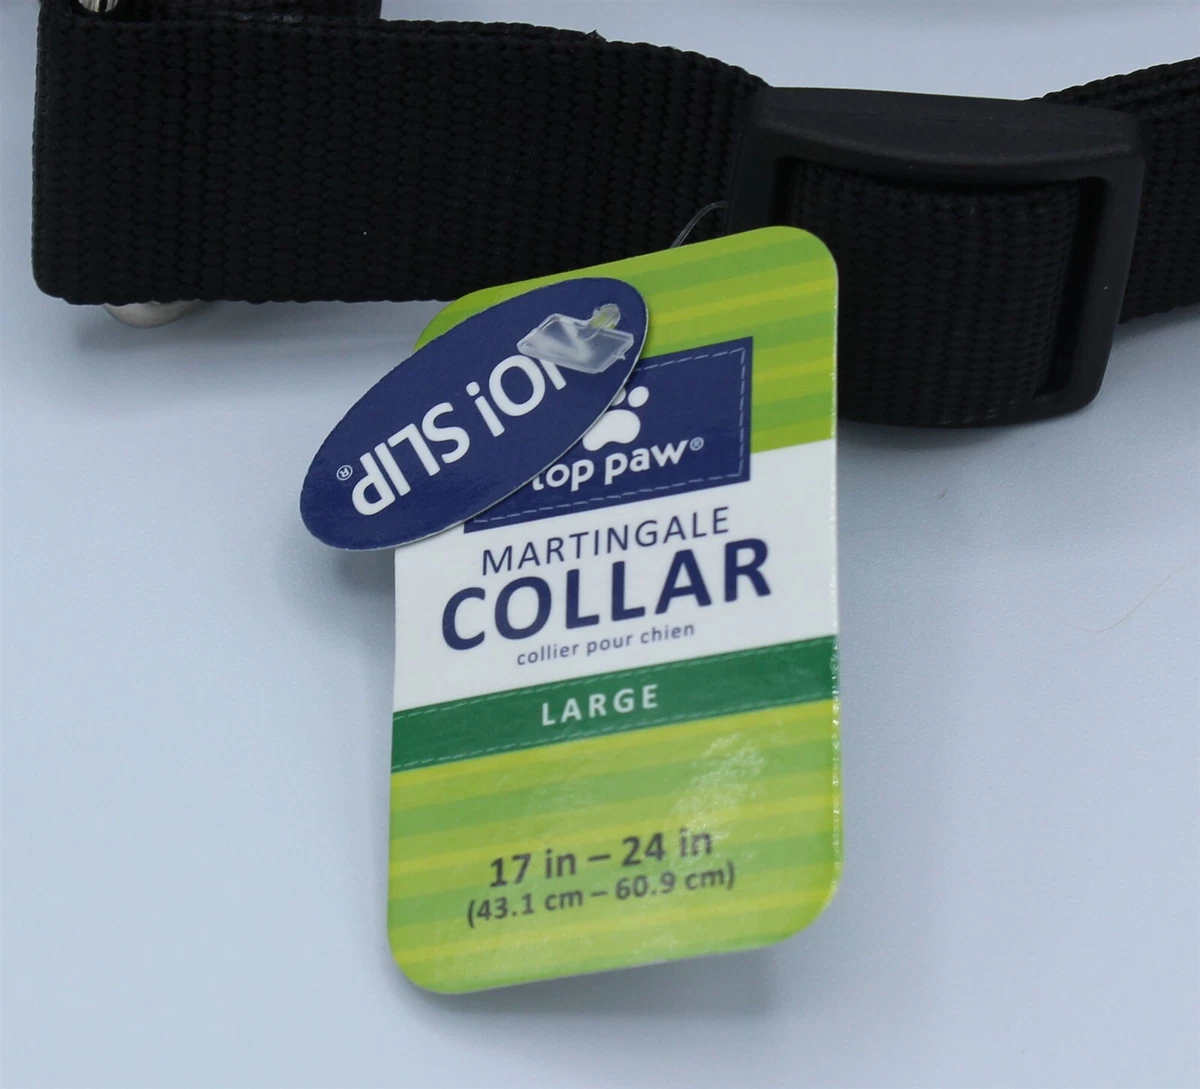 NO! SLIP®
top paw®
MARTINGALE
COLLAR
collier pour chien
LARGE
17 in – 24 in
(43.1 cm – 60.9 cm)